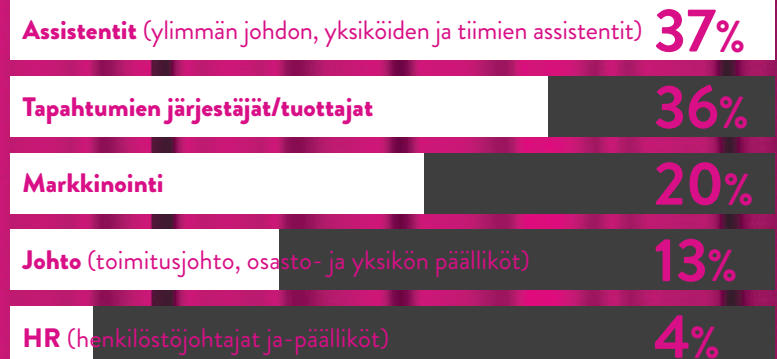 Assistentit (ylimmän johdon, yksiköiden ja tiimien assistentit) 37%
Tapahtumien järjestäjät/tuottajat 36%
Markkinointi 20%
Johto (toimitusjohto, osasto- ja yksikön päälliköt) 13%
HR (henkilöstöjohtajat ja-päälliköt) 4%